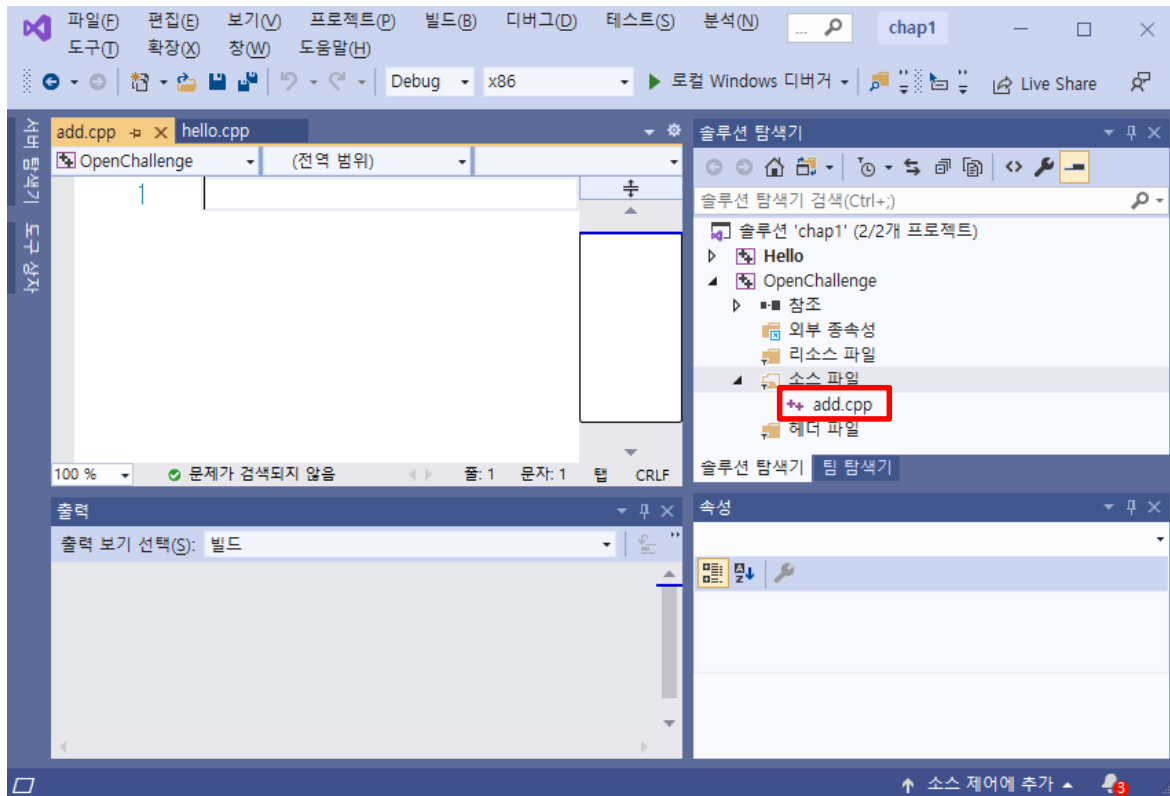 파일(F) 편집(E) 보기(V) 프로젝트(P) 빌드(B) 디버그(D) 테스트(S) 분석(N) ... chap1
도구(T) 확장(X) 창(W) 도움말(H)
Debug x86 로컬 Windows 디버거 Live Share
서버 탐색기
도구 상자
add.cpp hello.cpp
OpenChallenge (전역 범위)
1
100 % 문제가 검색되지 않음 줄: 1 문자: 1 탭 CRLF
출력
출력 보기 선택(S): 빌드
솔루션 탐색기
솔루션 탐색기 검색(Ctrl+;)
솔루션 'chap1' (2/2개 프로젝트)
Hello
OpenChallenge
참조
외부 종속성
리소스 파일
소스 파일
add.cpp
헤더 파일
솔루션 탐색기 팀 탐색기
속성
소스 제어에 추가 3